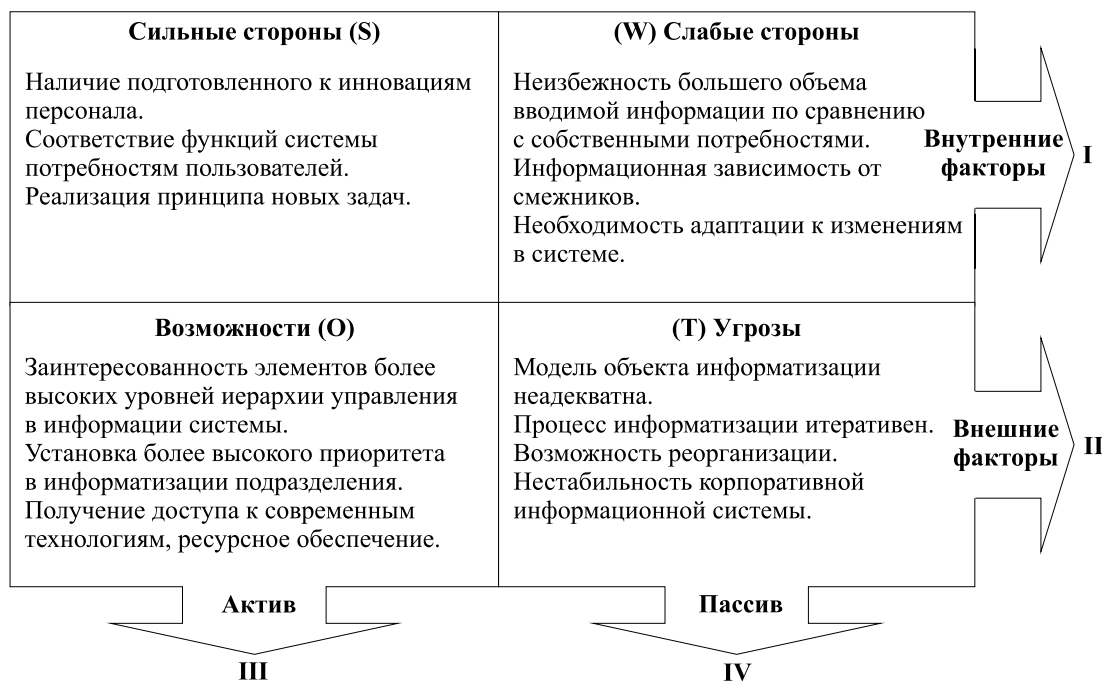 Сильные стороны (S)
Наличие подготовленного к инновациям
персонала.
Соответствие функций системы
потребностям пользователей.
Реализация принципа новых задач.
(W) Слабые стороны
Неизбежность большего объема
вводимой информации по сравнению
с собственными потребностями.
Информационная зависимость от
смежников.
Необходимость адаптации к изменениям
в системе.
Внутренние
факторы
I
Возможности (O)
Заинтересованность элементов более
высоких уровней иерархии управления
в информации системы.
Установка более высокого приоритета
в информатизации подразделения.
Получение доступа к современным
технологиям, ресурсное обеспечение.
(T) Угрозы
Модель объекта информатизации
неадекватна.
Процесс информатизации итеративен.
Возможность реорганизации.
Нестабильность корпоративной
информационной системы.
Внешние
факторы
II
Актив
III
Пассив
IV